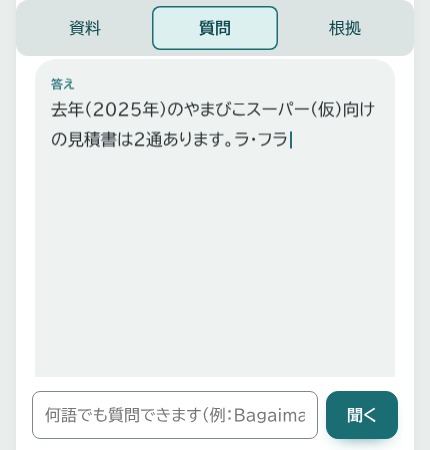 資料
質問
根拠
答え
去年(2025年)のやまびこスーパー(仮)向け
の見積書は2通あります。ラ・フラ
何語でも質問できます(例:Bagaima
聞く